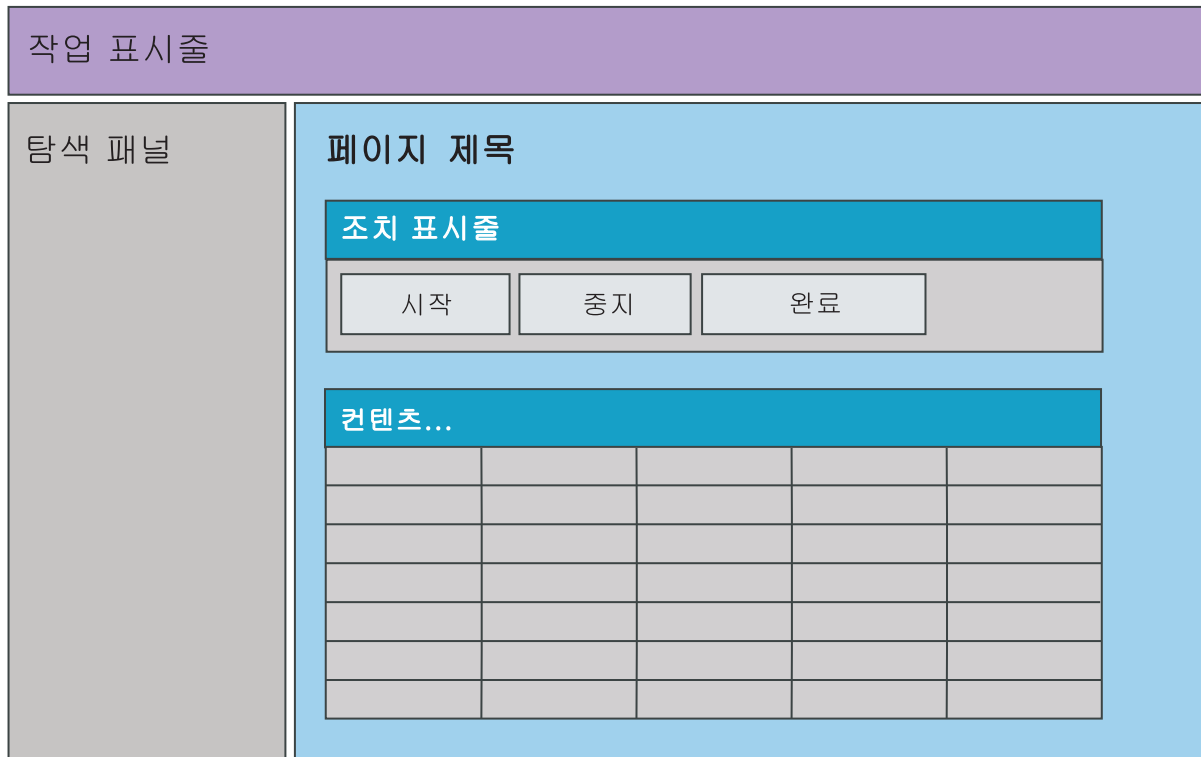 작업 표시줄
탐색 패널
페이지 제목
조치 표시줄
시작 중지 완료
컨텐츠...